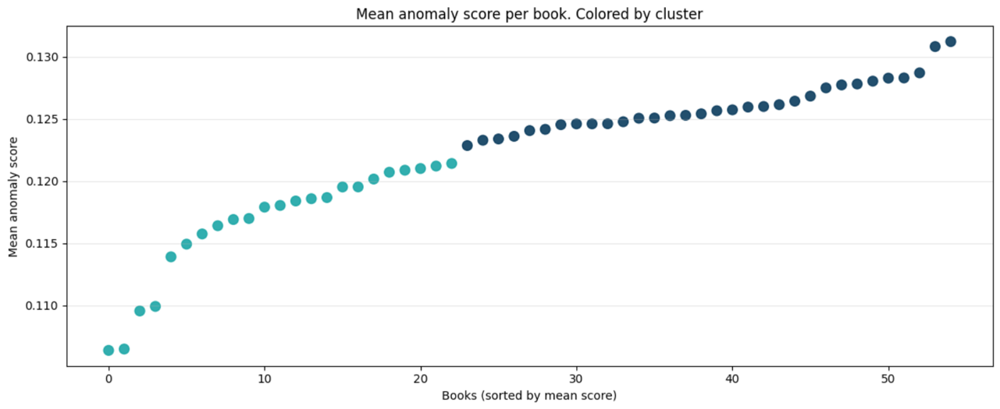 Mean anomaly score per book. Colored by cluster
Mean anomaly score
0.130
0.125
0.120
0.115
0.110
0 10 20 30 40 50
Books (sorted by mean score)